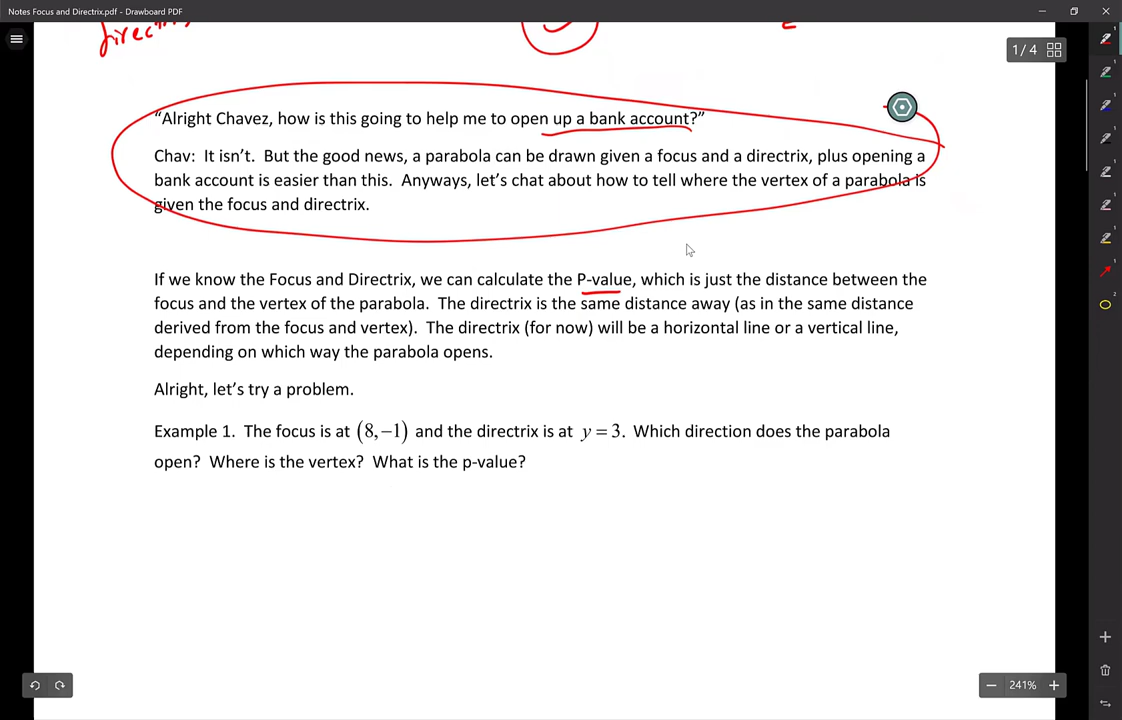 Notes Focus and Directrix.pdf - Drawboard PDF
directrix
1 / 4
“Alright Chavez, how is this going to help me to open up a bank account?”
Chav: It isn’t. But the good news, a parabola can be drawn given a focus and a directrix, plus opening a
bank account is easier than this. Anyways, let’s chat about how to tell where the vertex of a parabola is
given the focus and directrix.
If we know the Focus and Directrix, we can calculate the P-value, which is just the distance between the
focus and the vertex of the parabola. The directrix is the same distance away (as in the same distance
derived from the focus and vertex). The directrix (for now) will be a horizontal line or a vertical line,
depending on which way the parabola opens.
Alright, let’s try a problem.
Example 1. The focus is at (8,−1) and the directrix is at y = 3. Which direction does the parabola
open? Where is the vertex? What is the p-value?
241%